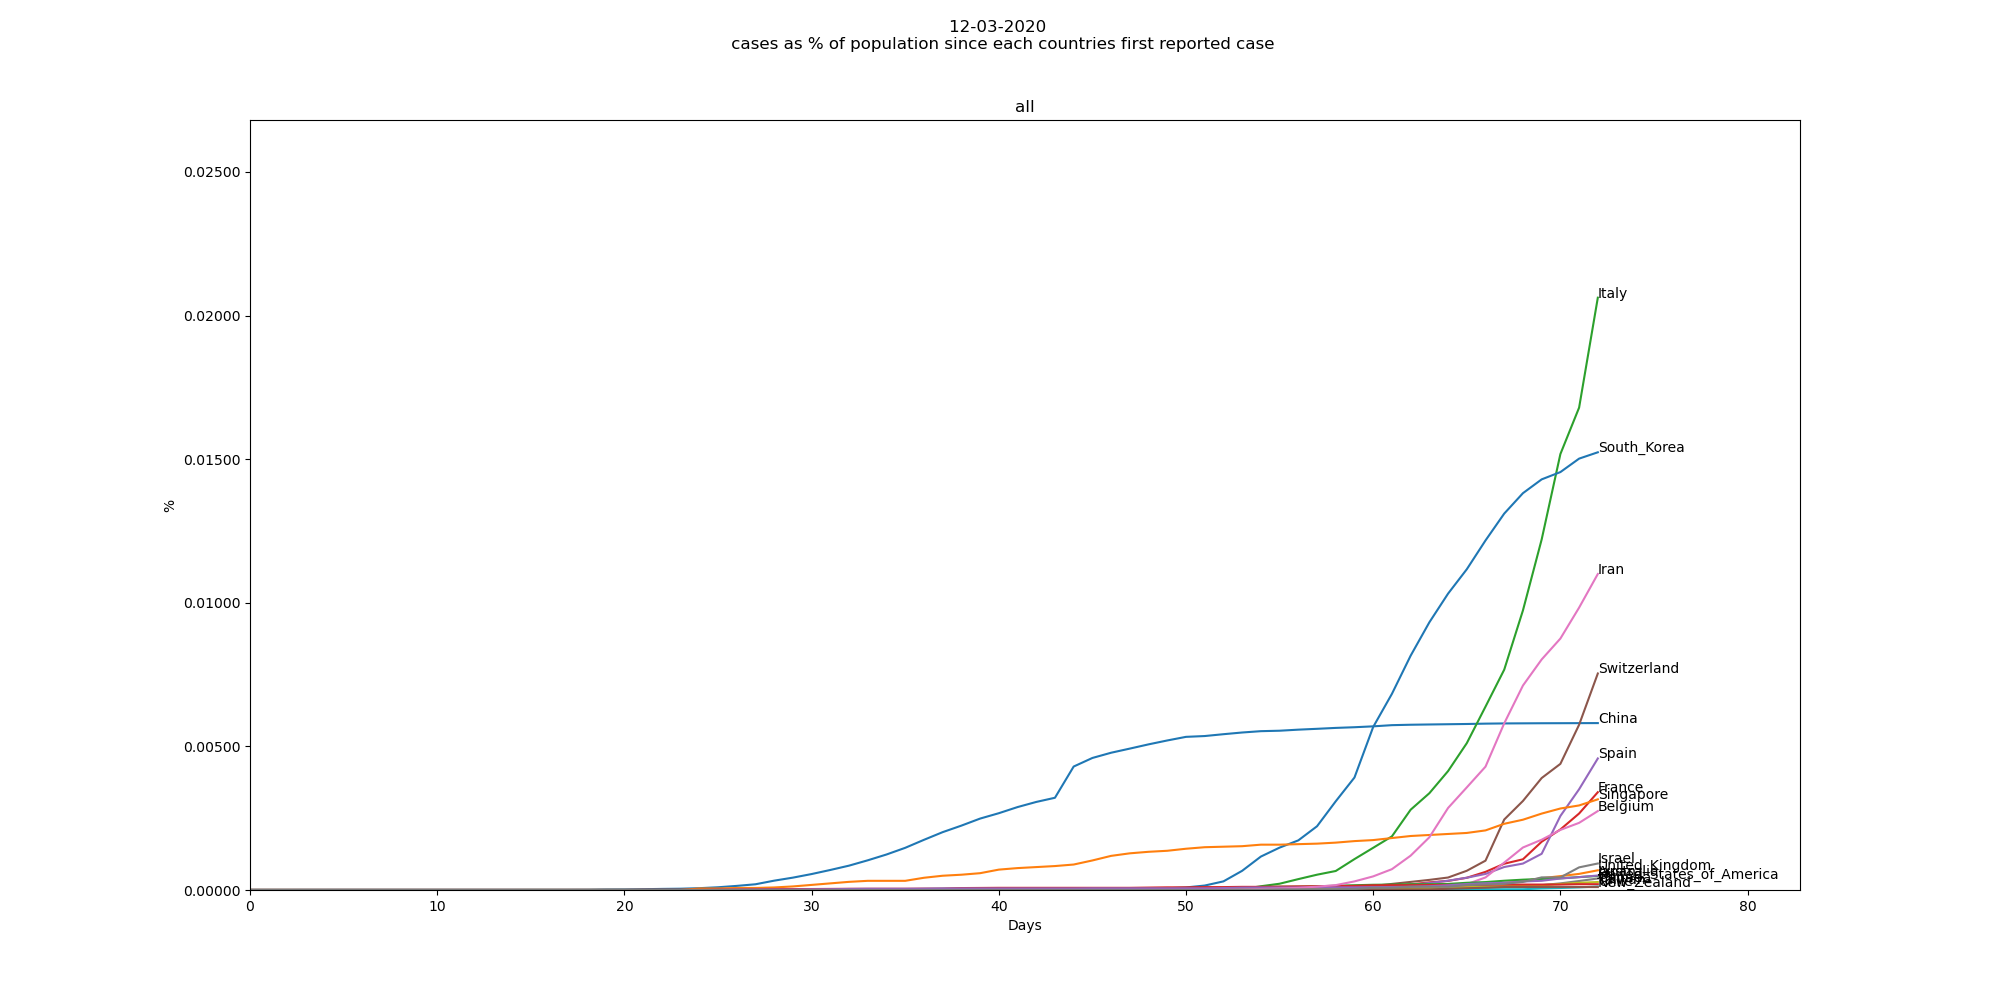 12-03-2020
cases as % of population since each countries first reported case
all
0.02500
0.02000
0.01500
0.01000
0.00500
0.00000
%
Italy
South_Korea
Iran
Switzerland
China
Spain
France
Singapore
Belgium
Israel
United_Kingdom
United_States_of_America
New_Zealand
0 10 20 30 40 50 60 70 80
Days